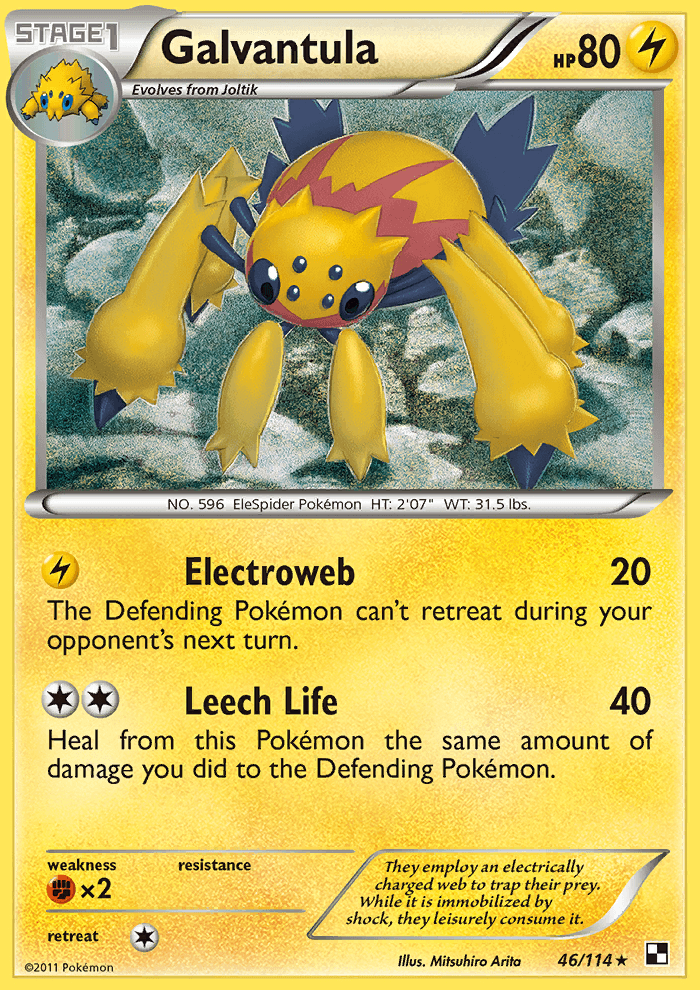 STAGE1
Galvantula
HP80
Evolves from Joltik
NO. 596 EleSpider Pokémon HT: 2'07" WT: 31.5 lbs.
Electroweb 20
The Defending Pokémon can't retreat during your
opponent's next turn.
Leech Life 40
Heal from this Pokémon the same amount of
damage you did to the Defending Pokémon.
weakness resistance
×2
retreat
They employ an electrically
charged web to trap their prey.
While it is immobilized by
shock, they leisurely consume it.
©2011 Pokémon
Illus. Mitsuhiro Arita 46/114 ★